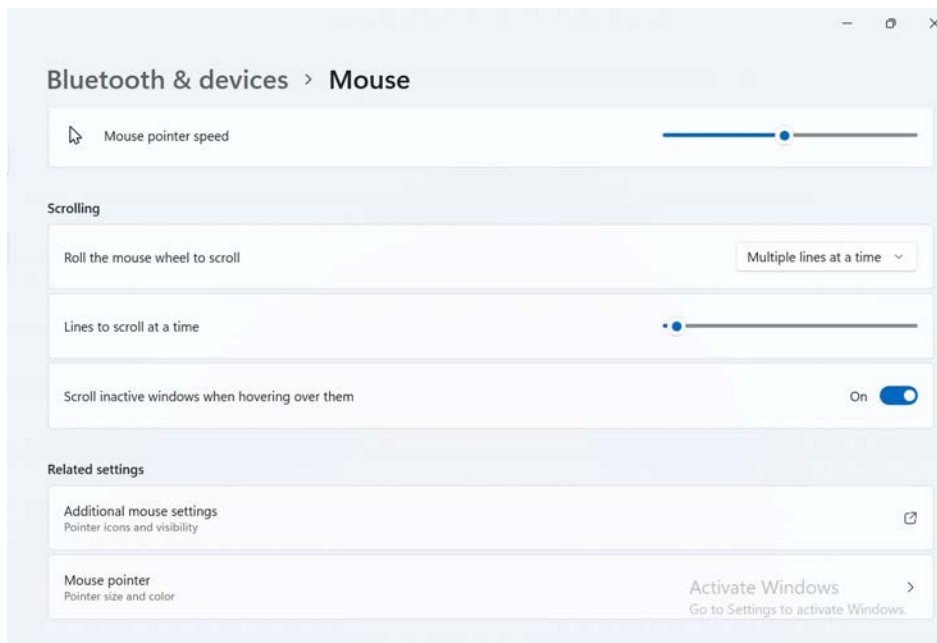 Bluetooth & devices > Mouse
Mouse pointer speed
Scrolling
Roll the mouse wheel to scroll
Multiple lines at a time
Lines to scroll at a time
Scroll inactive windows when hovering over them
On
Related settings
Additional mouse settings
Pointer icons and visibility
Mouse pointer
Pointer size and color
Activate Windows
Go to Settings to activate Windows.